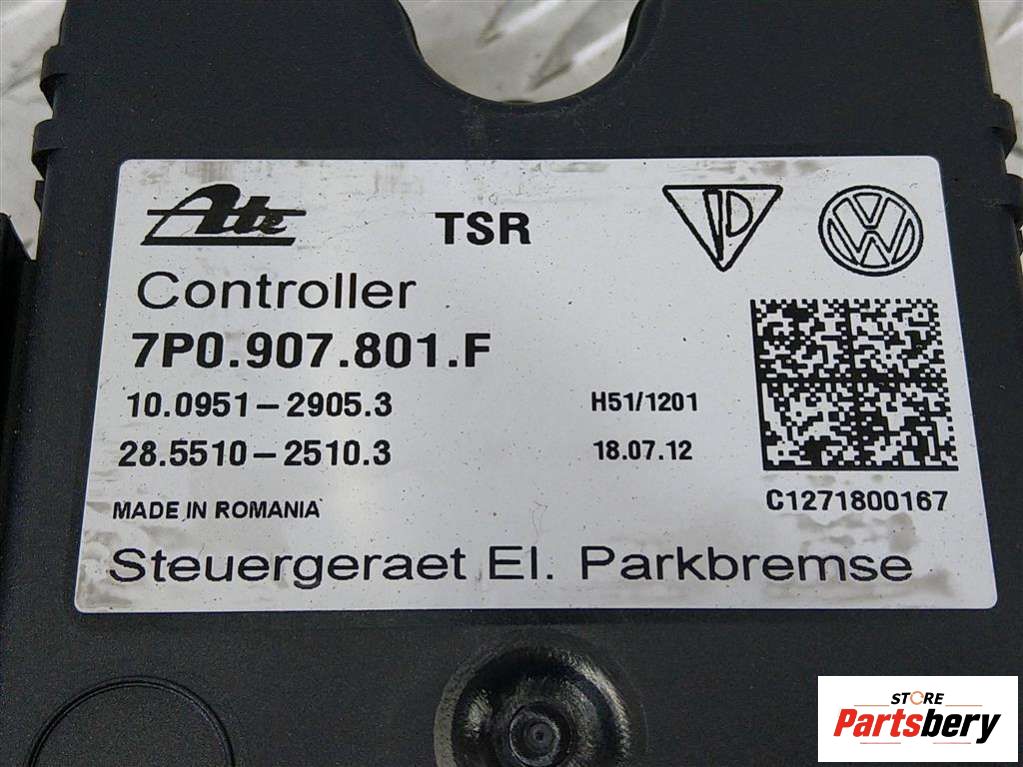 Ate TSR
Controller
7P0.907.801.F
10.0951-2905.3 H51/1201
28.5510-2510.3 18.07.12
MADE IN ROMANIA C1271800167
Steuergeraet El. Parkbremse
STORE
Partsbery